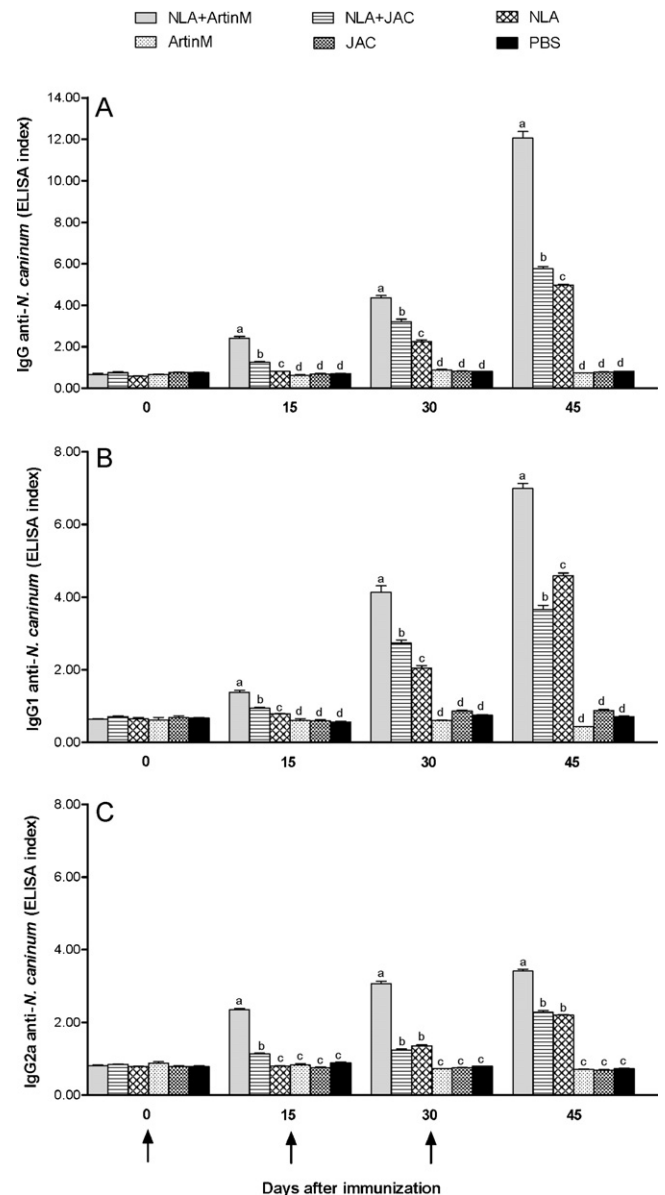 NLA+ArtinM NLA+JAC NLA
ArtinM JAC PBS
A
IgG anti-N. caninum (ELISA index)
14.00
12.00
10.00
8.00
6.00
4.00
2.00
0.00
a b c d d d
a b c d d d
a b c d d d
0 15 30 45
B
IgG1 anti-N. caninum (ELISA index)
8.00
6.00
4.00
2.00
0.00
a b c d d d
a b c d d d
a b c d d d
0 15 30 45
C
IgG2a anti-N. caninum (ELISA index)
8.00
6.00
4.00
2.00
0.00
a b c c c c
a b b c c c
a b b c c c
0 15 30 45
Days after immunization